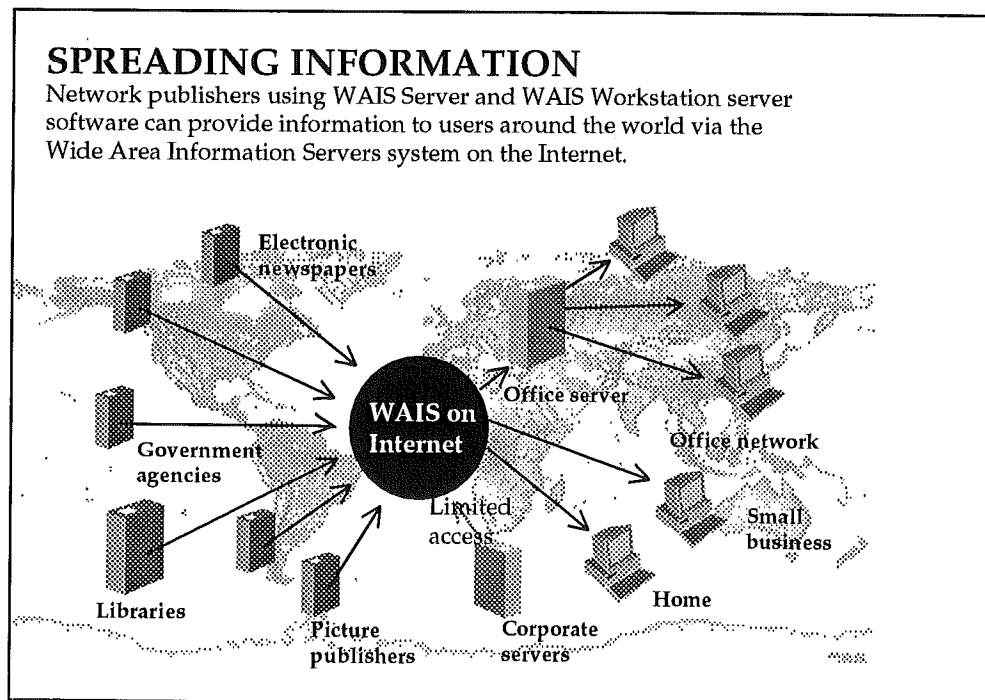 SPREADING INFORMATION
Network publishers using WAIS Server and WAIS Workstation server
software can provide information to users around the world via the
Wide Area Information Servers system on the Internet.
Electronic
newspapers
WAIS on
Internet
Office server
Office network
Government
agencies
Limited
access
Small
business
Libraries
Home
Picture
publishers
Corporate
servers